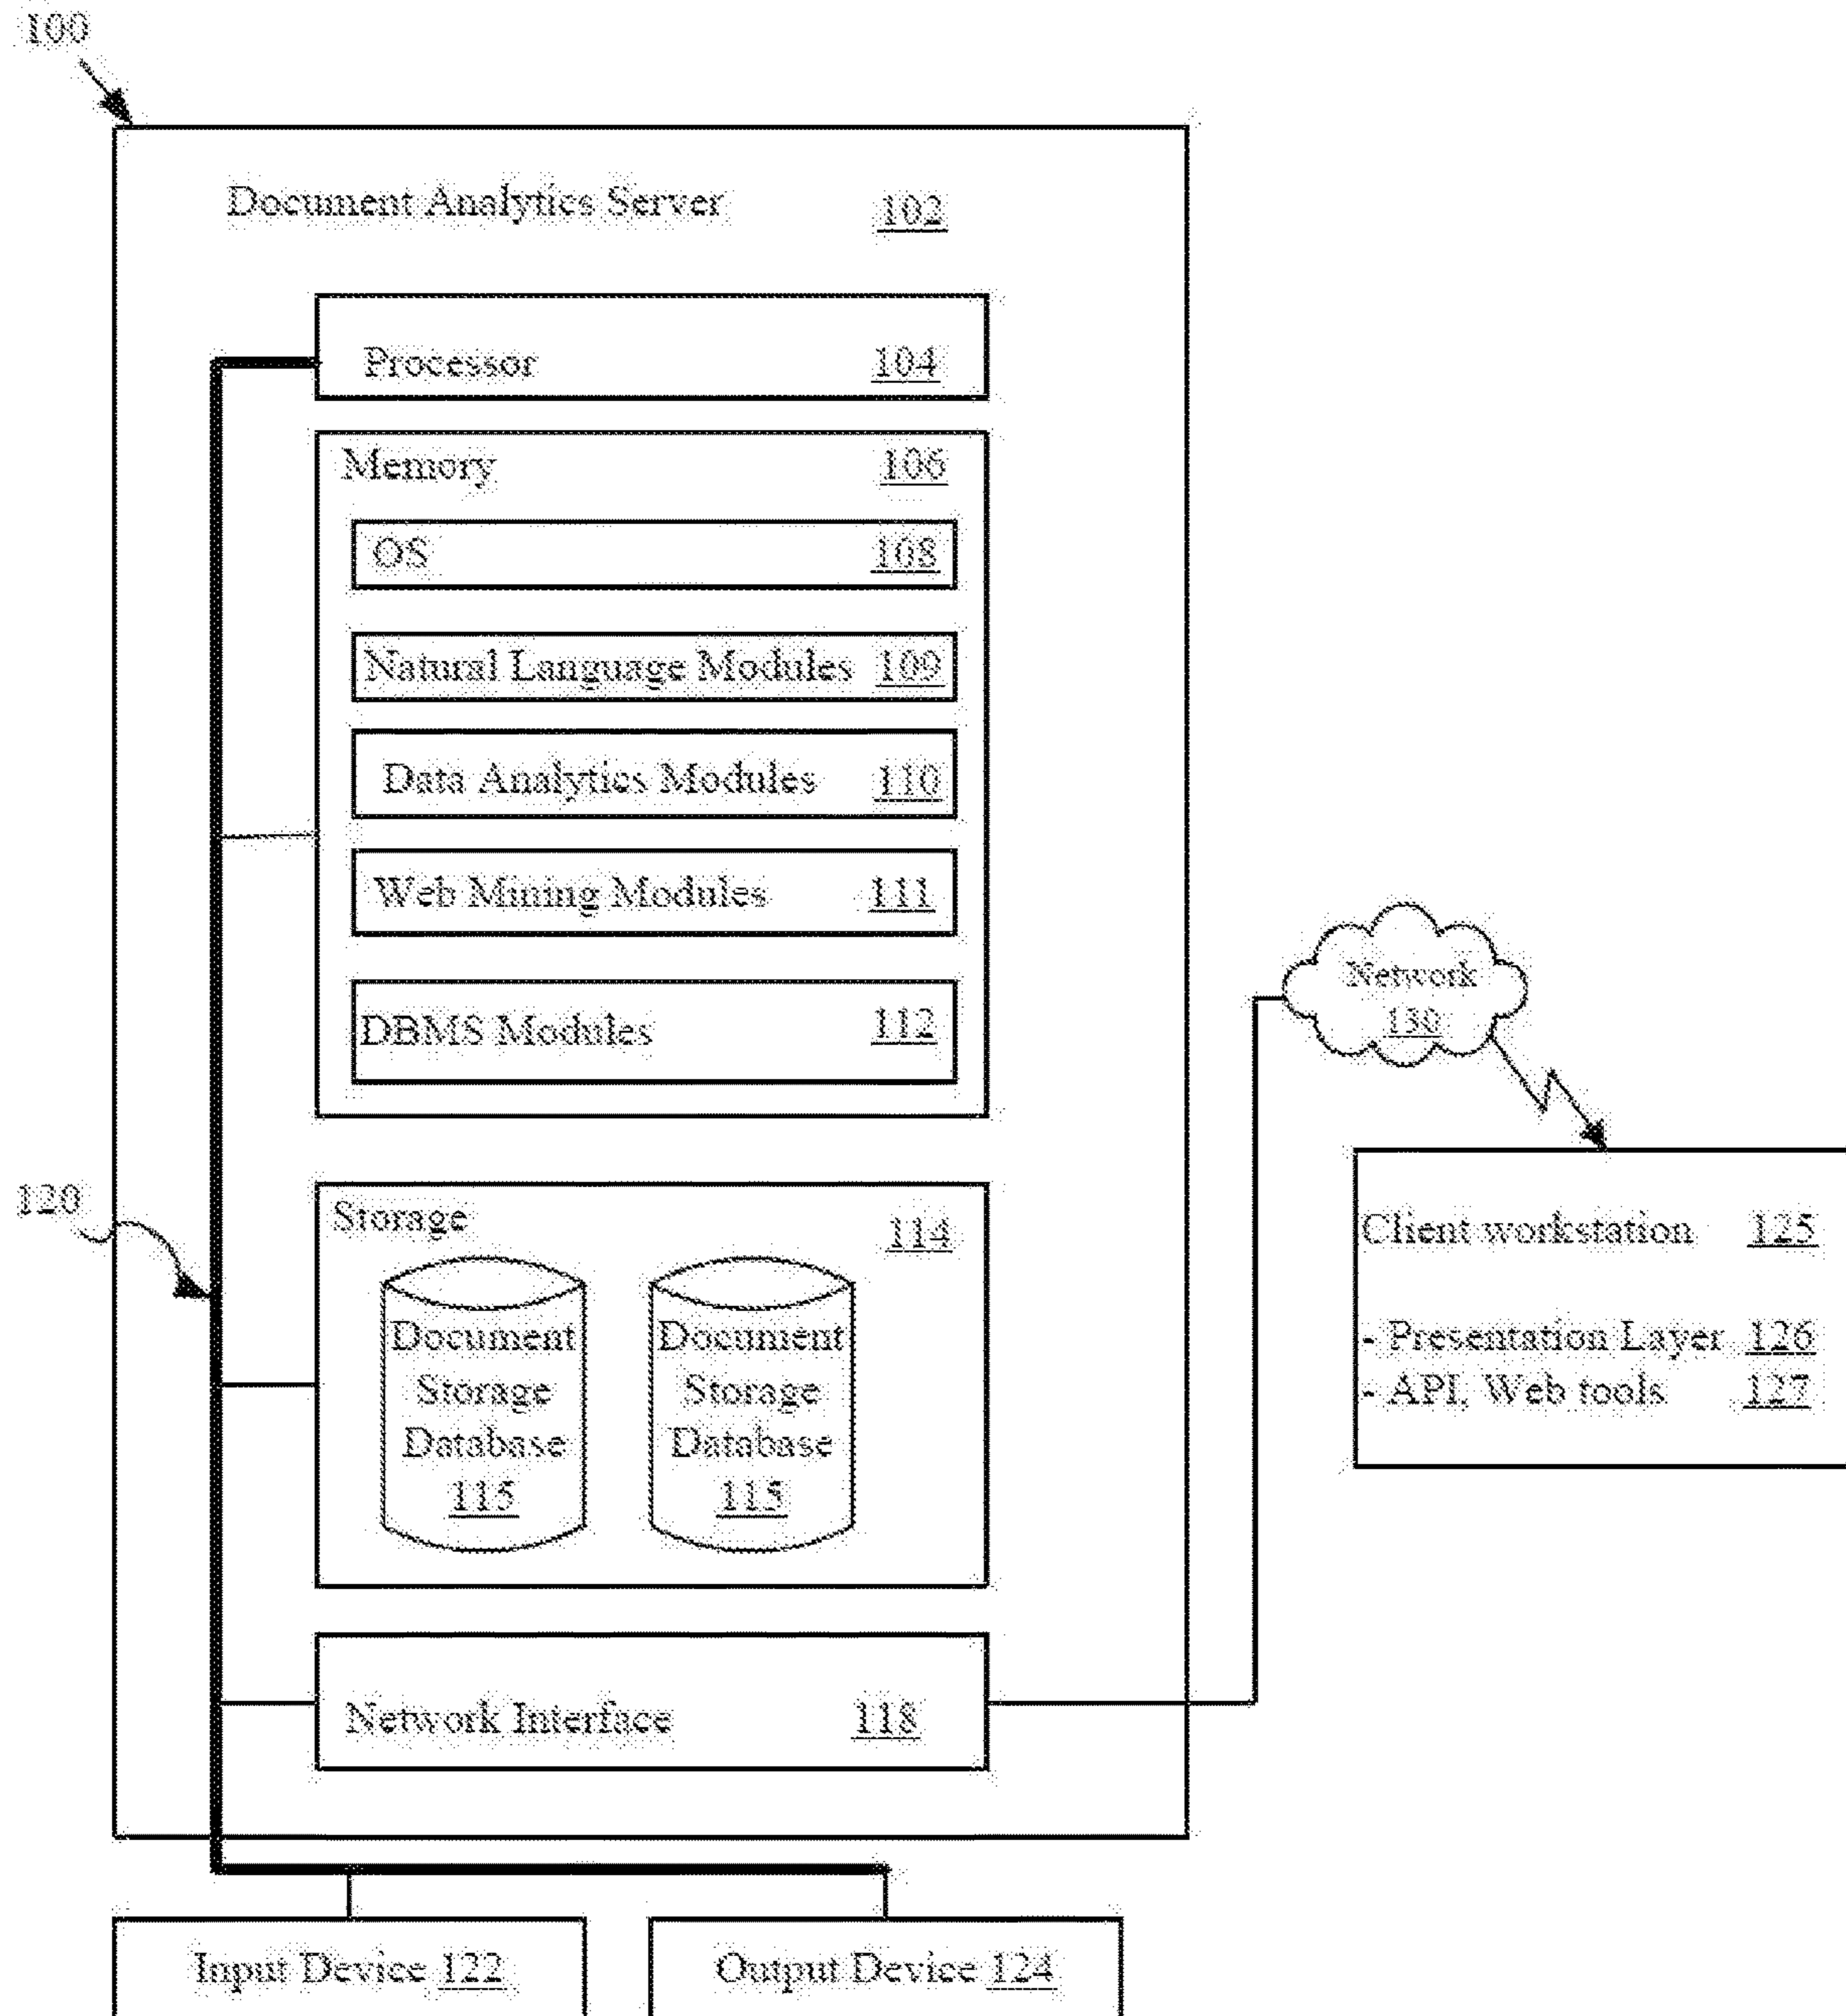 100
Document Analytics Server 102
Processor 104
Memory 106
OS 108
Natural Language Modules 109
Data Analytics Modules 110
Web Mining Modules 111
DBMS Modules 112
Network
130
120
Storage 114
Document
Storage
Database
115
Document
Storage
Database
115
Client workstation 125
- Presentation Layer 126
- API, Web tools 127
Network Interface 118
Input Device 122
Output Device 124